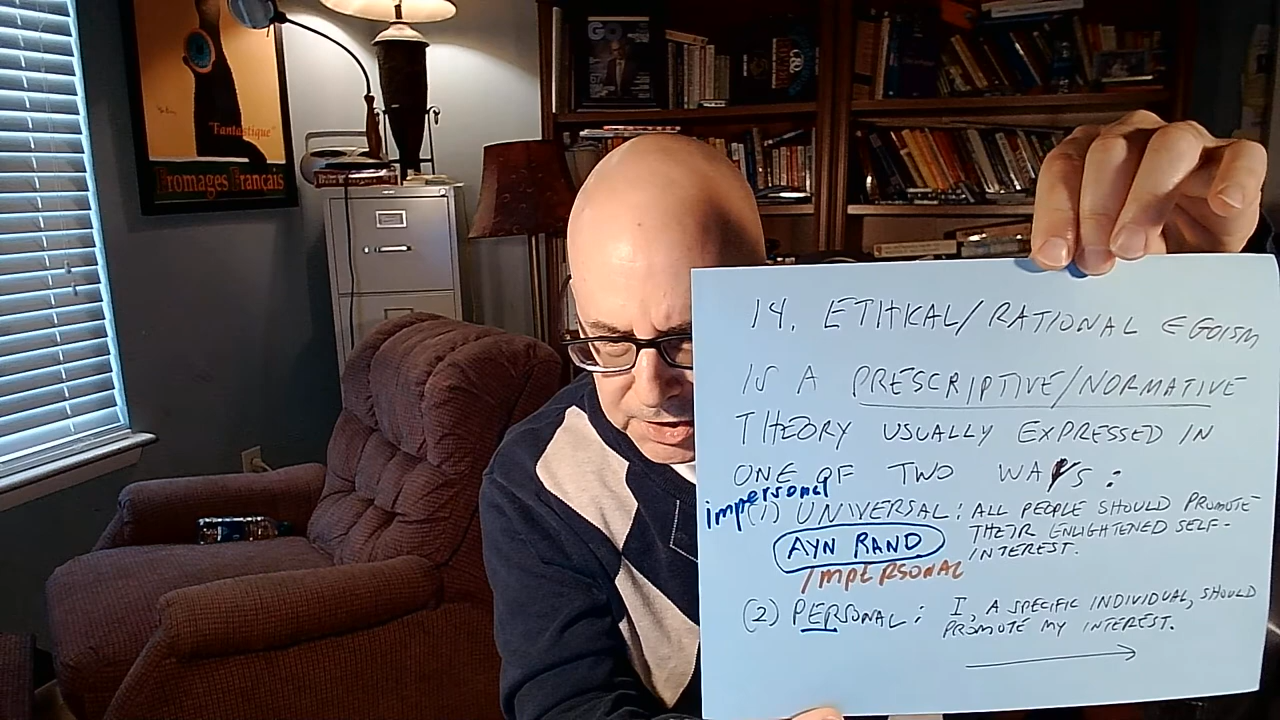 "Fantastique"
Fromages Français
GQ
14. ETHICAL/RATIONAL EGOISM
IS A PRESCRIPTIVE/NORMATIVE
THEORY USUALLY EXPRESSED IN
ONE OF TWO WAYS:
impersonal
(1) UNIVERSAL: ALL PEOPLE SHOULD PROMOTE
THEIR ENLIGHTENED SELF-
INTEREST.
AYN RAND
IMPERSONAL
(2) PERSONAL: I, A SPECIFIC INDIVIDUAL, SHOULD
PROMOTE MY INTEREST.